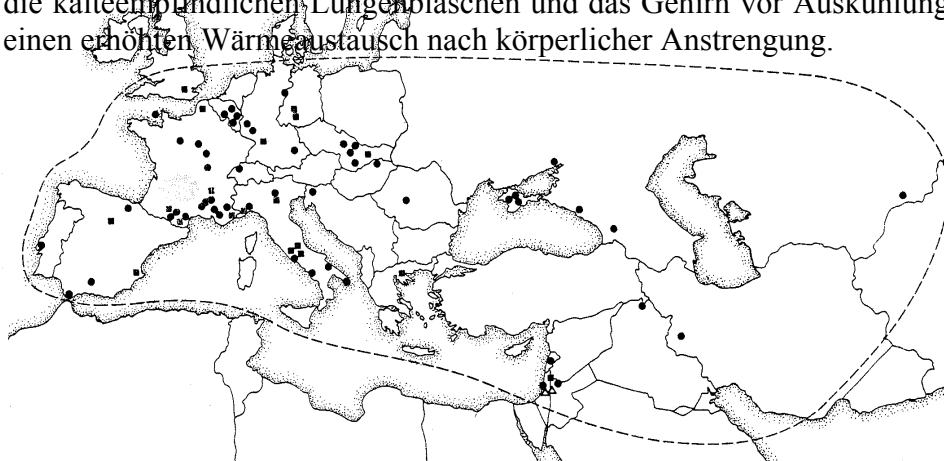 die kälteempfindlichen Lungenbläschen und das Gehirn vor Auskühlung
einen erhöhten Wärmeaustausch nach körperlicher Anstrengung.